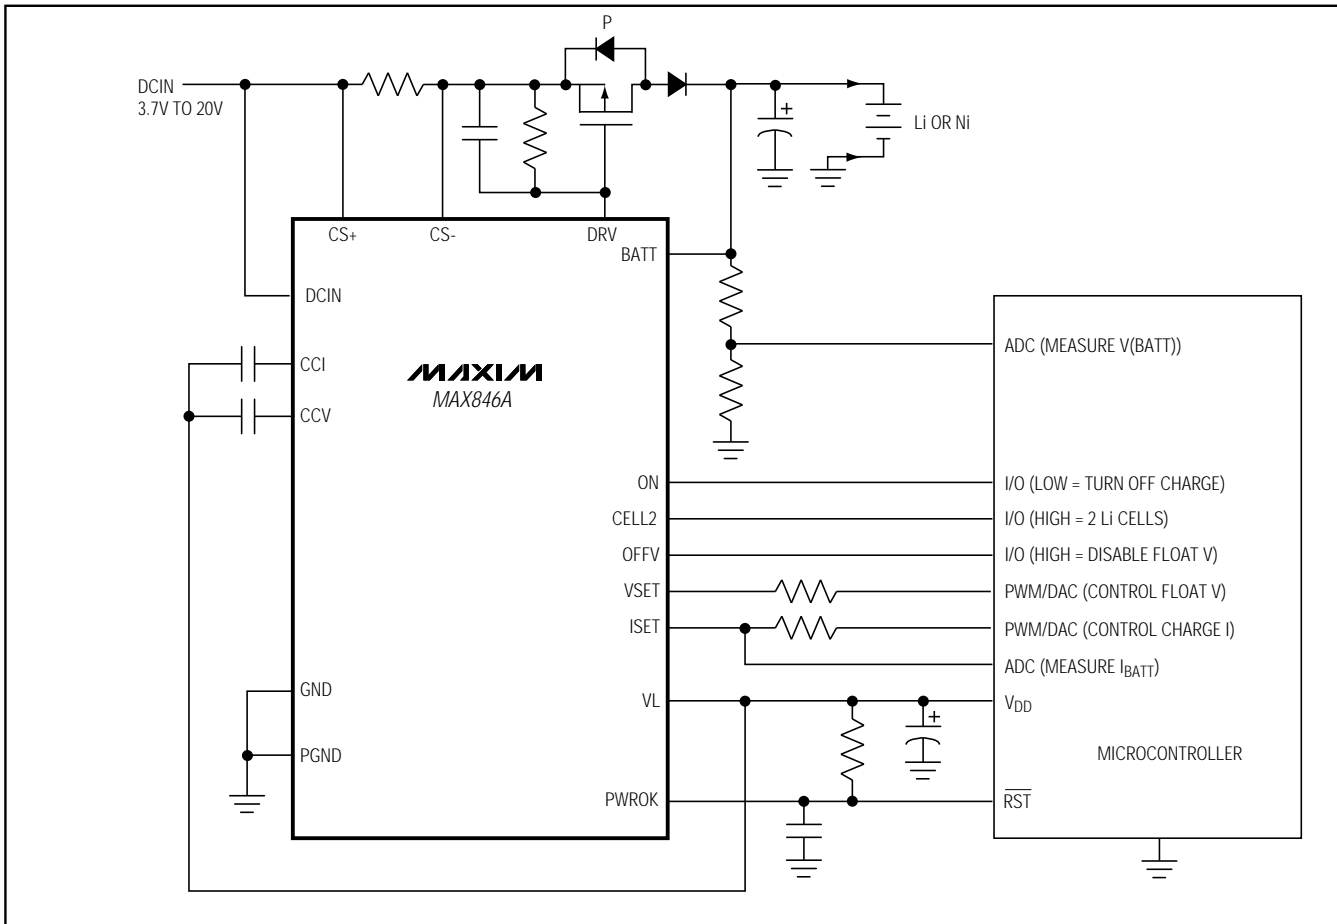 P
DCIN
3.7V TO 20V
+
Li OR Ni
CS+
CS-
DRV
BATT
DCIN
ADC (MEASURE V(BATT))
CCI
MAXIM
MAX846A
CCV
ON
I/O (LOW = TURN OFF CHARGE)
CELL2
I/O (HIGH = 2 Li CELLS)
OFFV
I/O (HIGH = DISABLE FLOAT V)
VSET
PWM/DAC (CONTROL FLOAT V)
ISET
PWM/DAC (CONTROL CHARGE I)
ADC (MEASURE IBATT)
GND
VL
VDD
+
PGND
MICROCONTROLLER
PWROK
RST